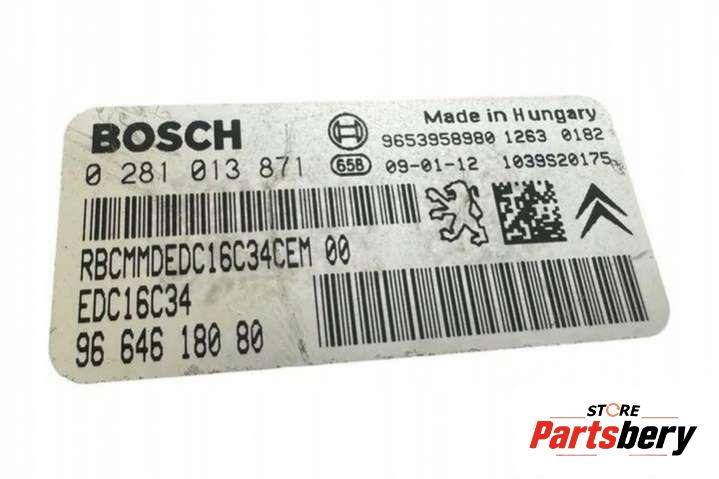 BOSCH
0 281 013 871
Made in Hungary
9653958980 1263 0182
658 09-01-12 1039S20175
RBCMMDEDC16C34CEM 00
EDC16C34
96 646 180 80
STORE
Partsbery